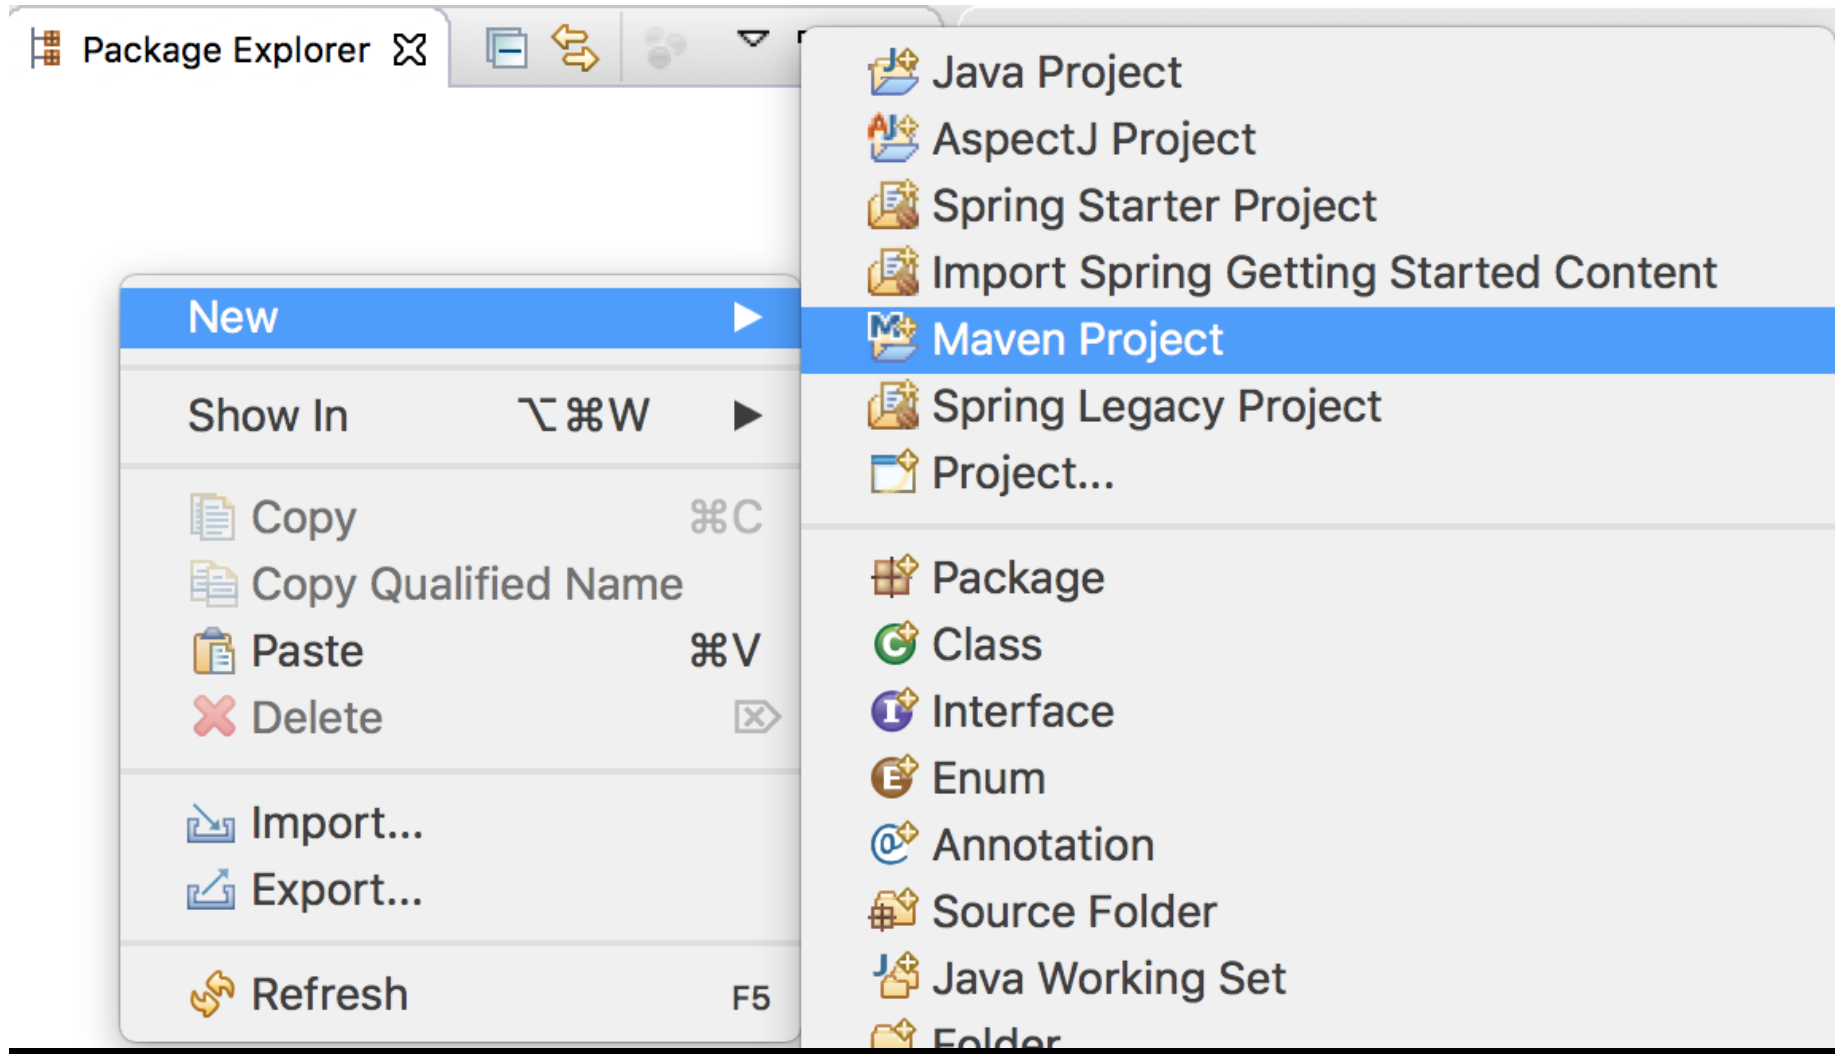 Package Explorer
New
Show In ⌥⌘W
Copy ⌘C
Copy Qualified Name
Paste ⌘V
Delete ⌦
Import...
Export...
Refresh F5
Java Project
AspectJ Project
Spring Starter Project
Import Spring Getting Started Content
Maven Project
Spring Legacy Project
Project...
Package
Class
Interface
Enum
Annotation
Source Folder
Java Working Set
Folder